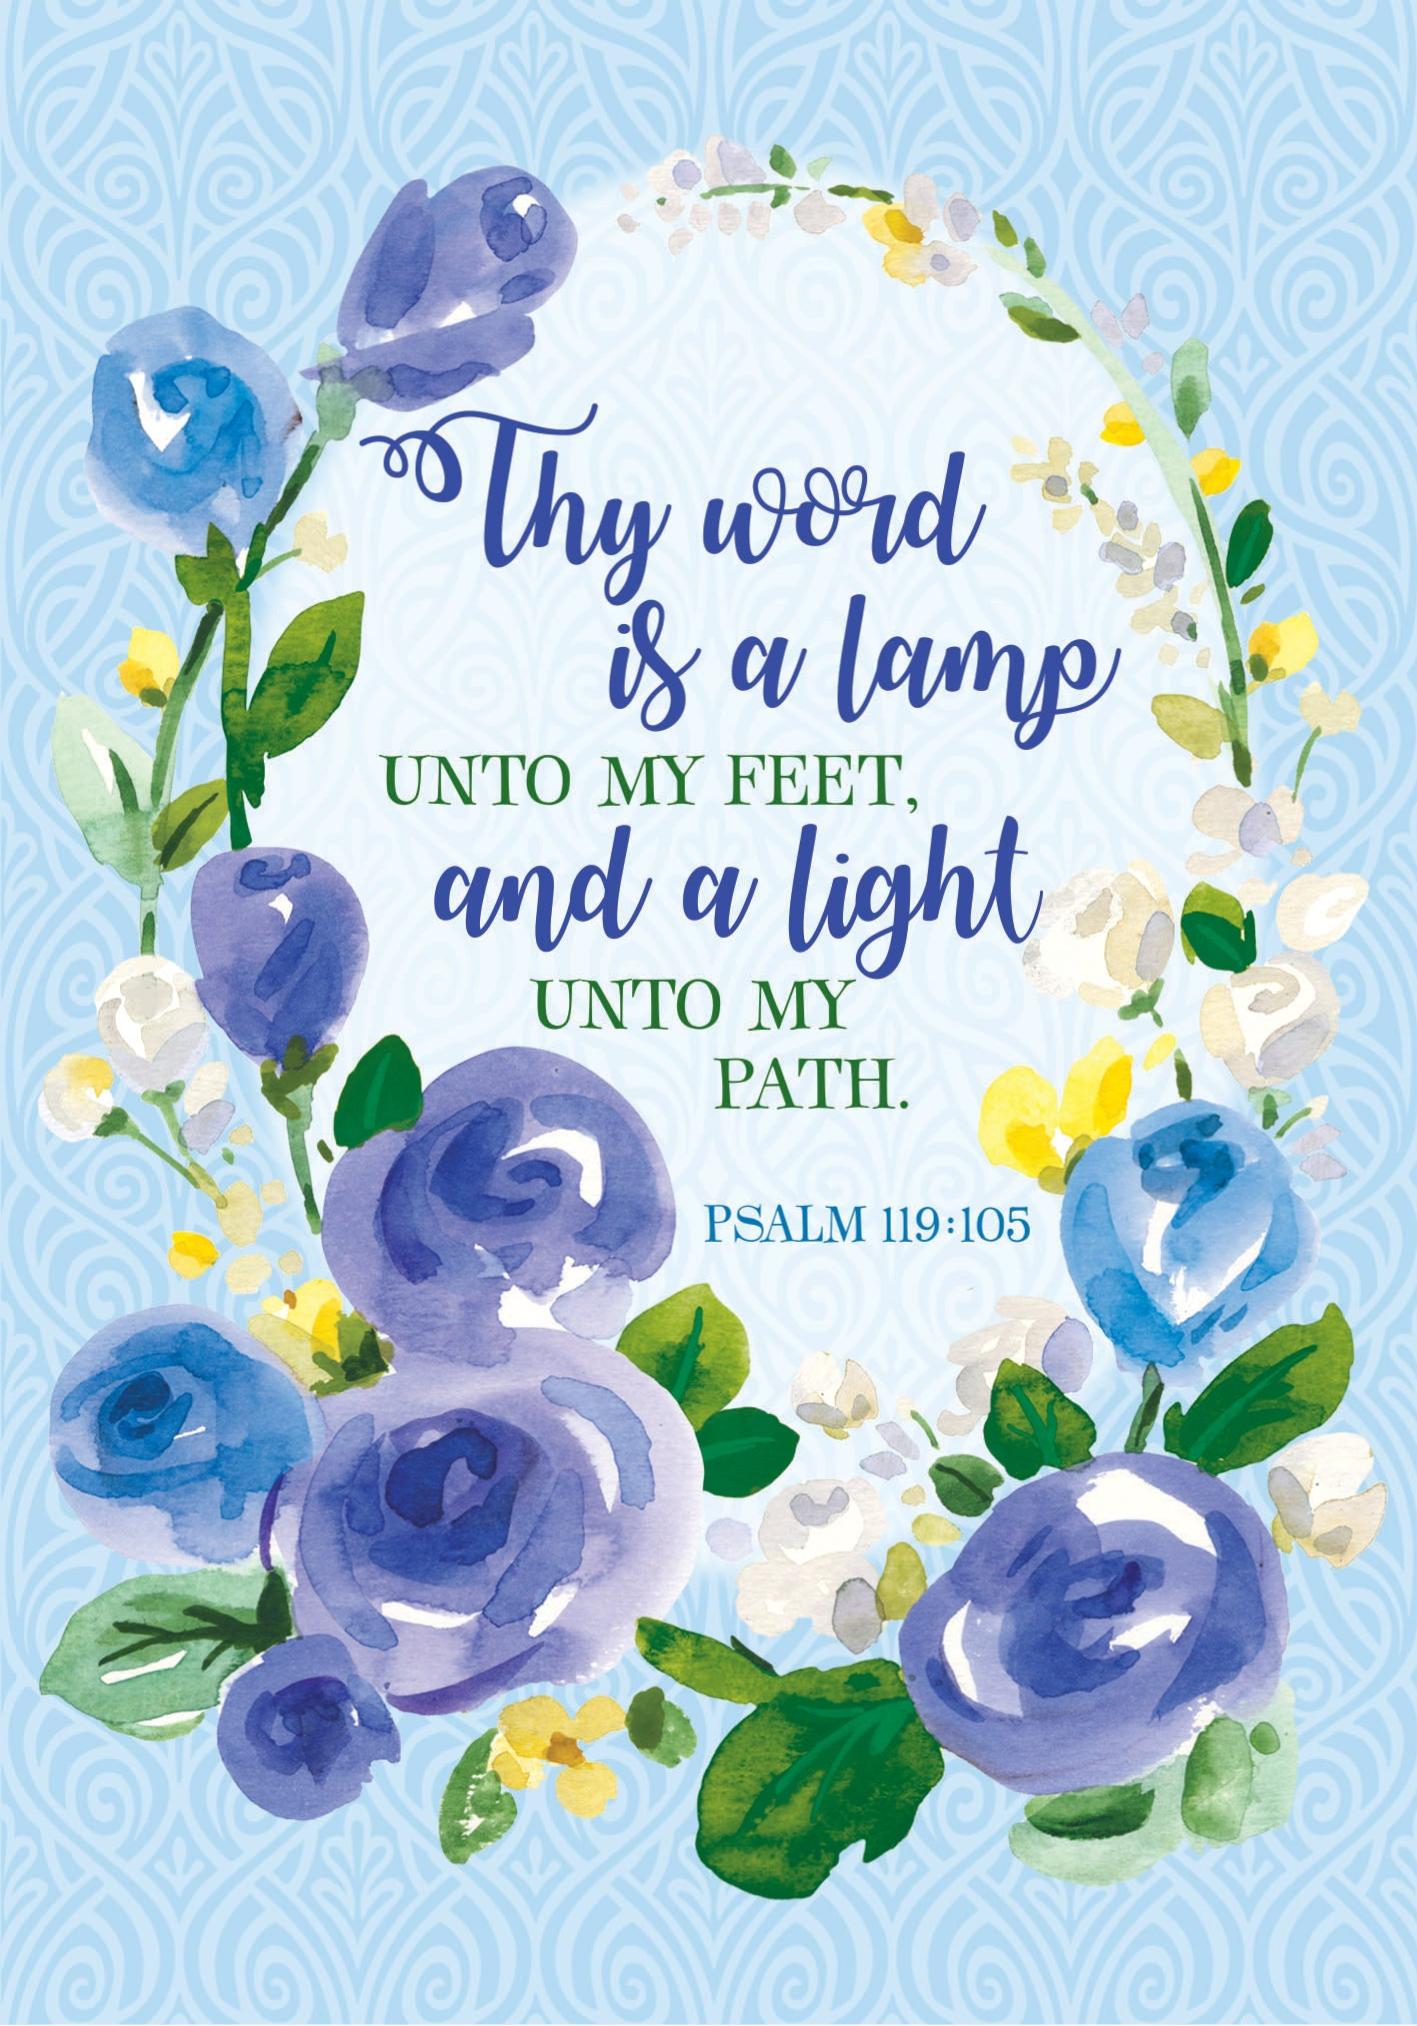 Thy word
is a lamp
UNTO MY FEET,
and a light
UNTO MY
PATH.
PSALM 119:105